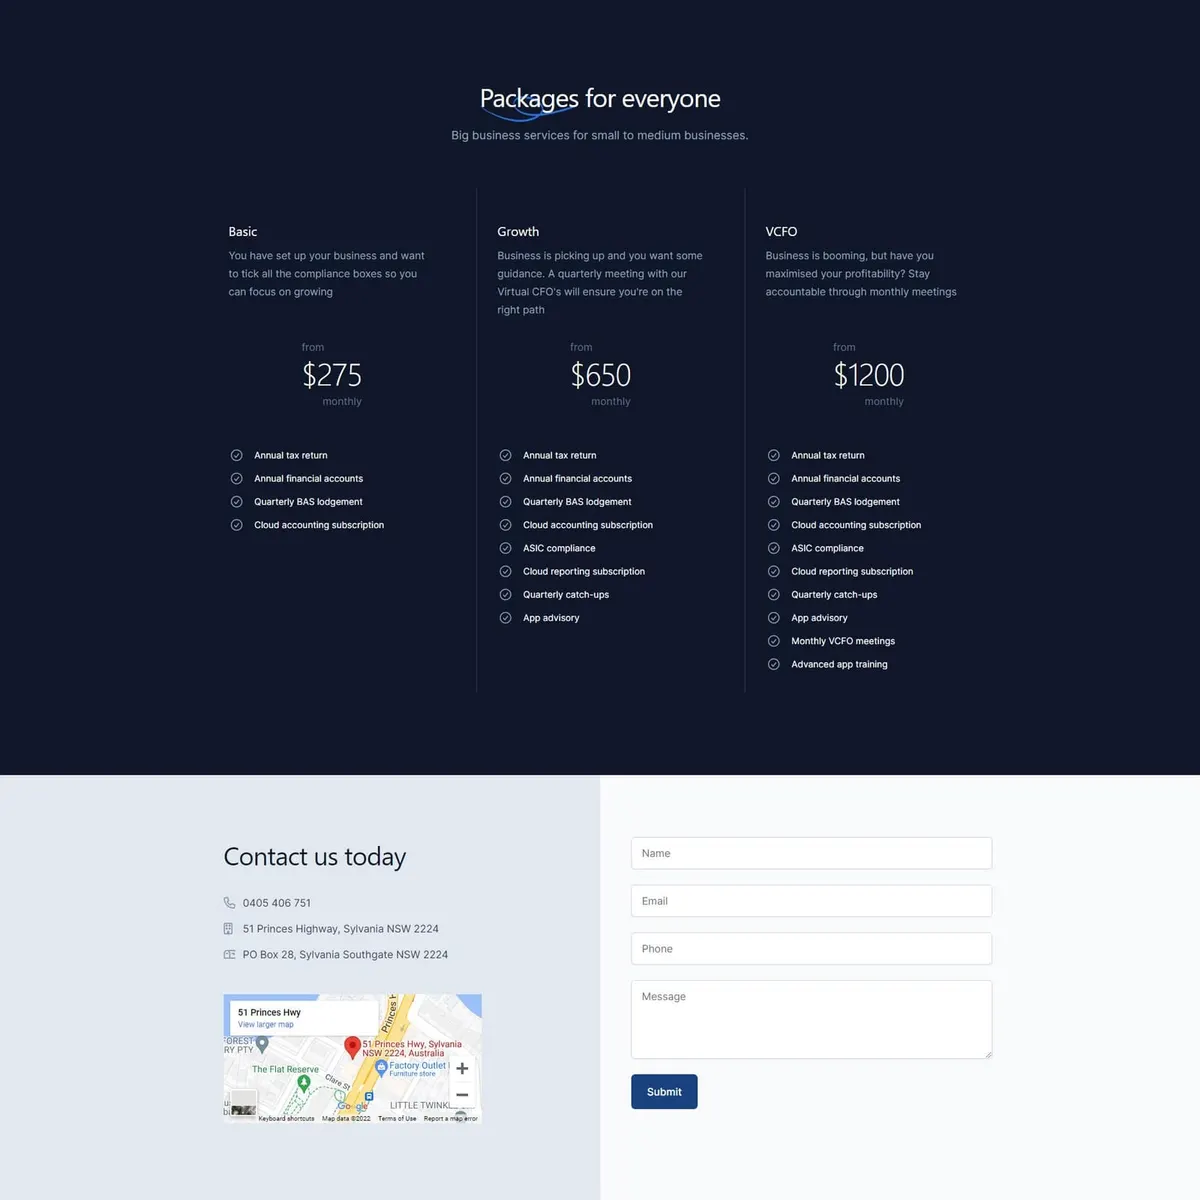 Packages for everyone
Big business services for small to medium businesses.
Basic
You have set up your business and want
to tick all the compliance boxes so you
can focus on growing
from
$275
monthly
Annual tax return
Annual financial accounts
Quarterly BAS lodgement
Cloud accounting subscription
Growth
Business is picking up and you want some
guidance. A quarterly meeting with our
Virtual CFO's will ensure you're on the
right path
from
$650
monthly
Annual tax return
Annual financial accounts
Quarterly BAS lodgement
Cloud accounting subscription
ASIC compliance
Cloud reporting subscription
Quarterly catch-ups
App advisory
VCFO
Business is booming, but have you
maximised your profitability? Stay
accountable through monthly meetings
from
$1200
monthly
Annual tax return
Annual financial accounts
Quarterly BAS lodgement
Cloud accounting subscription
ASIC compliance
Cloud reporting subscription
Quarterly catch-ups
App advisory
Monthly VCFO meetings
Advanced app training
Contact us today
0405 406 751
51 Princes Highway, Sylvania NSW 2224
PO Box 28, Sylvania Southgate NSW 2224
51 Princes Hwy
View larger map
Princes H
OREST
RY PTY
51 Princes Hwy, Sylvania
NSW 2224, Australia
Factory Outlet
Furniture store
The Flat Reserve
Clare St
Google
LITTLE TWINKL
Keyboard shortcuts
Map data ©2022
Terms of Use
Report a map error
Name
Email
Phone
Message
Submit